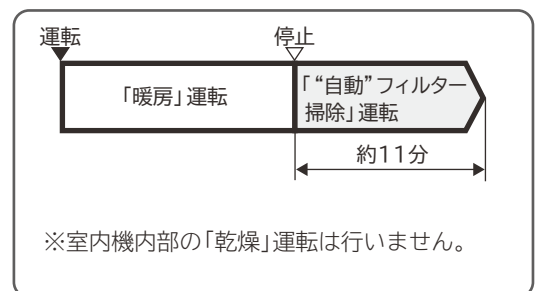 運転
停止
「暖房」運転
「“自動”フィルター
掃除」運転
約11分
※室内機内部の「乾燥」運転は行いません。